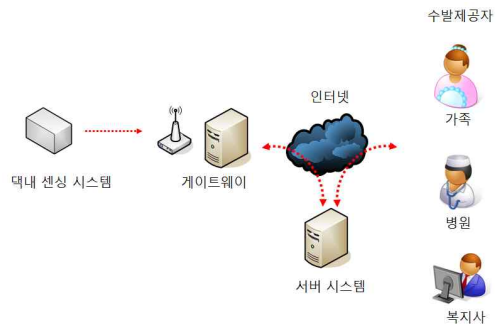 수발제공자
가족
인터넷
댁내 센싱 시스템
게이트웨이
병원
서버 시스템
복지사